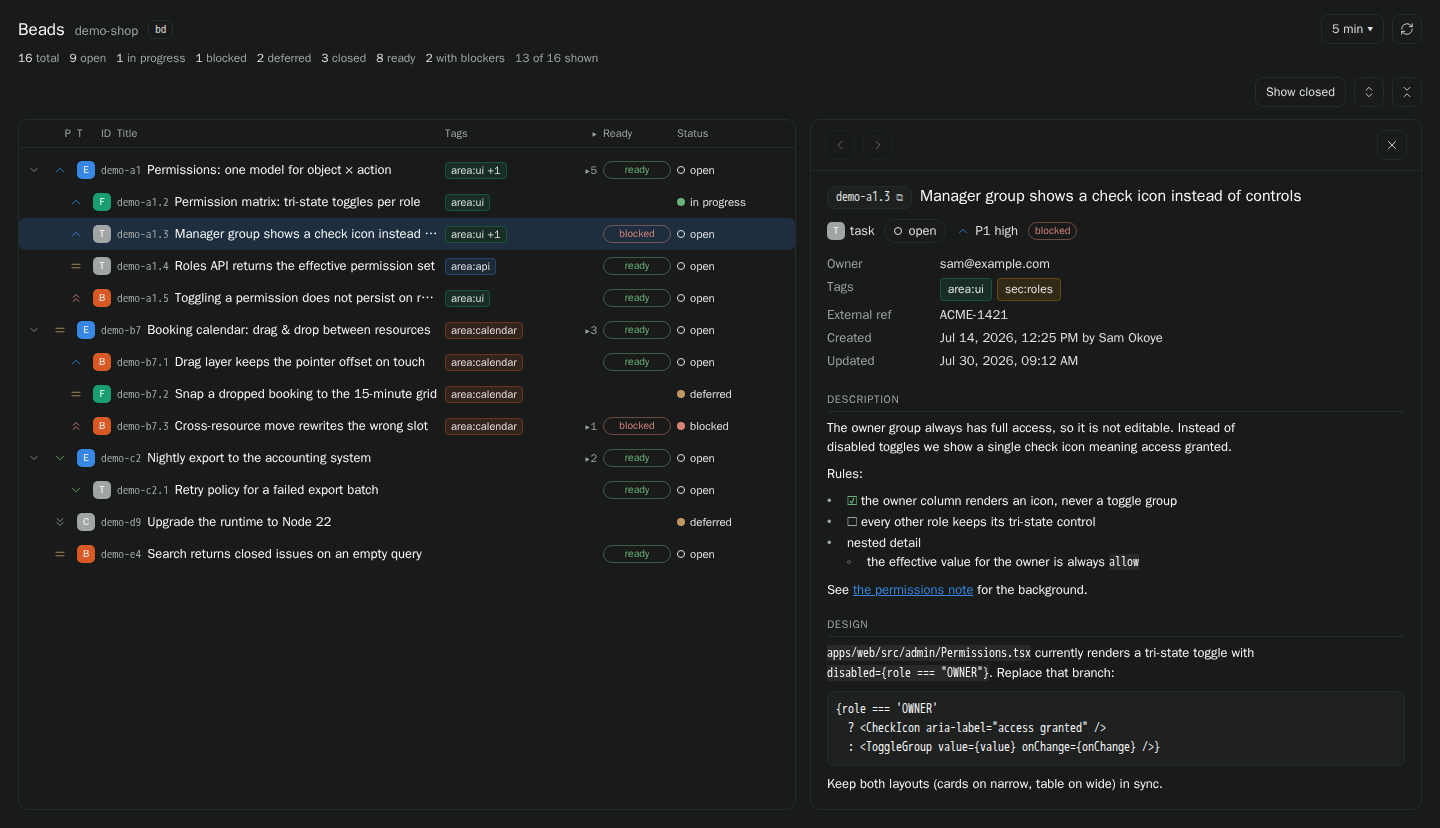 Beads demo-shop bd
5 min ▾
16 total 9 open 1 in progress 1 blocked 2 deferred 3 closed 8 ready 2 with blockers 13 of 16 shown
Show closed
P T ID Title Tags ▸ Ready Status
E demo-a1 Permissions: one model for object × action area:ui +1 ▸5 ready open
F demo-a1.2 Permission matrix: tri-state toggles per role area:ui in progress
T demo-a1.3 Manager group shows a check icon instead ··· area:ui +1 blocked open
T demo-a1.4 Roles API returns the effective permission set area:api ready open
B demo-a1.5 Toggling a permission does not persist on r··· area:ui ready open
E demo-b7 Booking calendar: drag & drop between resources area:calendar ▸3 ready open
B demo-b7.1 Drag layer keeps the pointer offset on touch area:calendar ready open
F demo-b7.2 Snap a dropped booking to the 15-minute grid area:calendar deferred
B demo-b7.3 Cross-resource move rewrites the wrong slot area:calendar ▸1 blocked blocked
E demo-c2 Nightly export to the accounting system ▸2 ready open
T demo-c2.1 Retry policy for a failed export batch ready open
C demo-d9 Upgrade the runtime to Node 22 deferred
B demo-e4 Search returns closed issues on an empty query ready open
demo-a1.3 Manager group shows a check icon instead of controls
T task open P1 high blocked
Owner sam@example.com
Tags area:ui sec:roles
External ref ACME-1421
Created Jul 14, 2026, 12:25 PM by Sam Okoye
Updated Jul 30, 2026, 09:12 AM
DESCRIPTION
The owner group always has full access, so it is not editable. Instead of
disabled toggles we show a single check icon meaning access granted.
Rules:
• ☑ the owner column renders an icon, never a toggle group
• ☐ every other role keeps its tri-state control
• nested detail
◦ the effective value for the owner is always allow
See the permissions note for the background.
DESIGN
apps/web/src/admin/Permissions.tsx currently renders a tri-state toggle with
disabled={role === "OWNER"}. Replace that branch:
{role === 'OWNER'
? <CheckIcon aria-label="access granted" />
: <ToggleGroup value={value} onChange={onChange} />}
Keep both layouts (cards on narrow, table on wide) in sync.